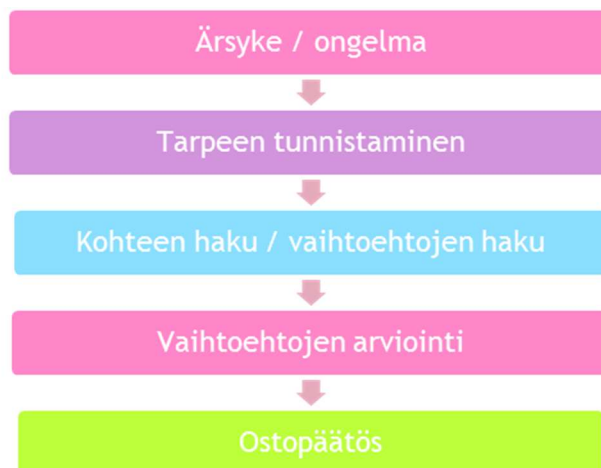 Ärsyke / ongelma
Tarpeen tunnistaminen
Kohteen haku / vaihtoehtojen haku
Vaihtoehtojen arviointi
Ostopäätös